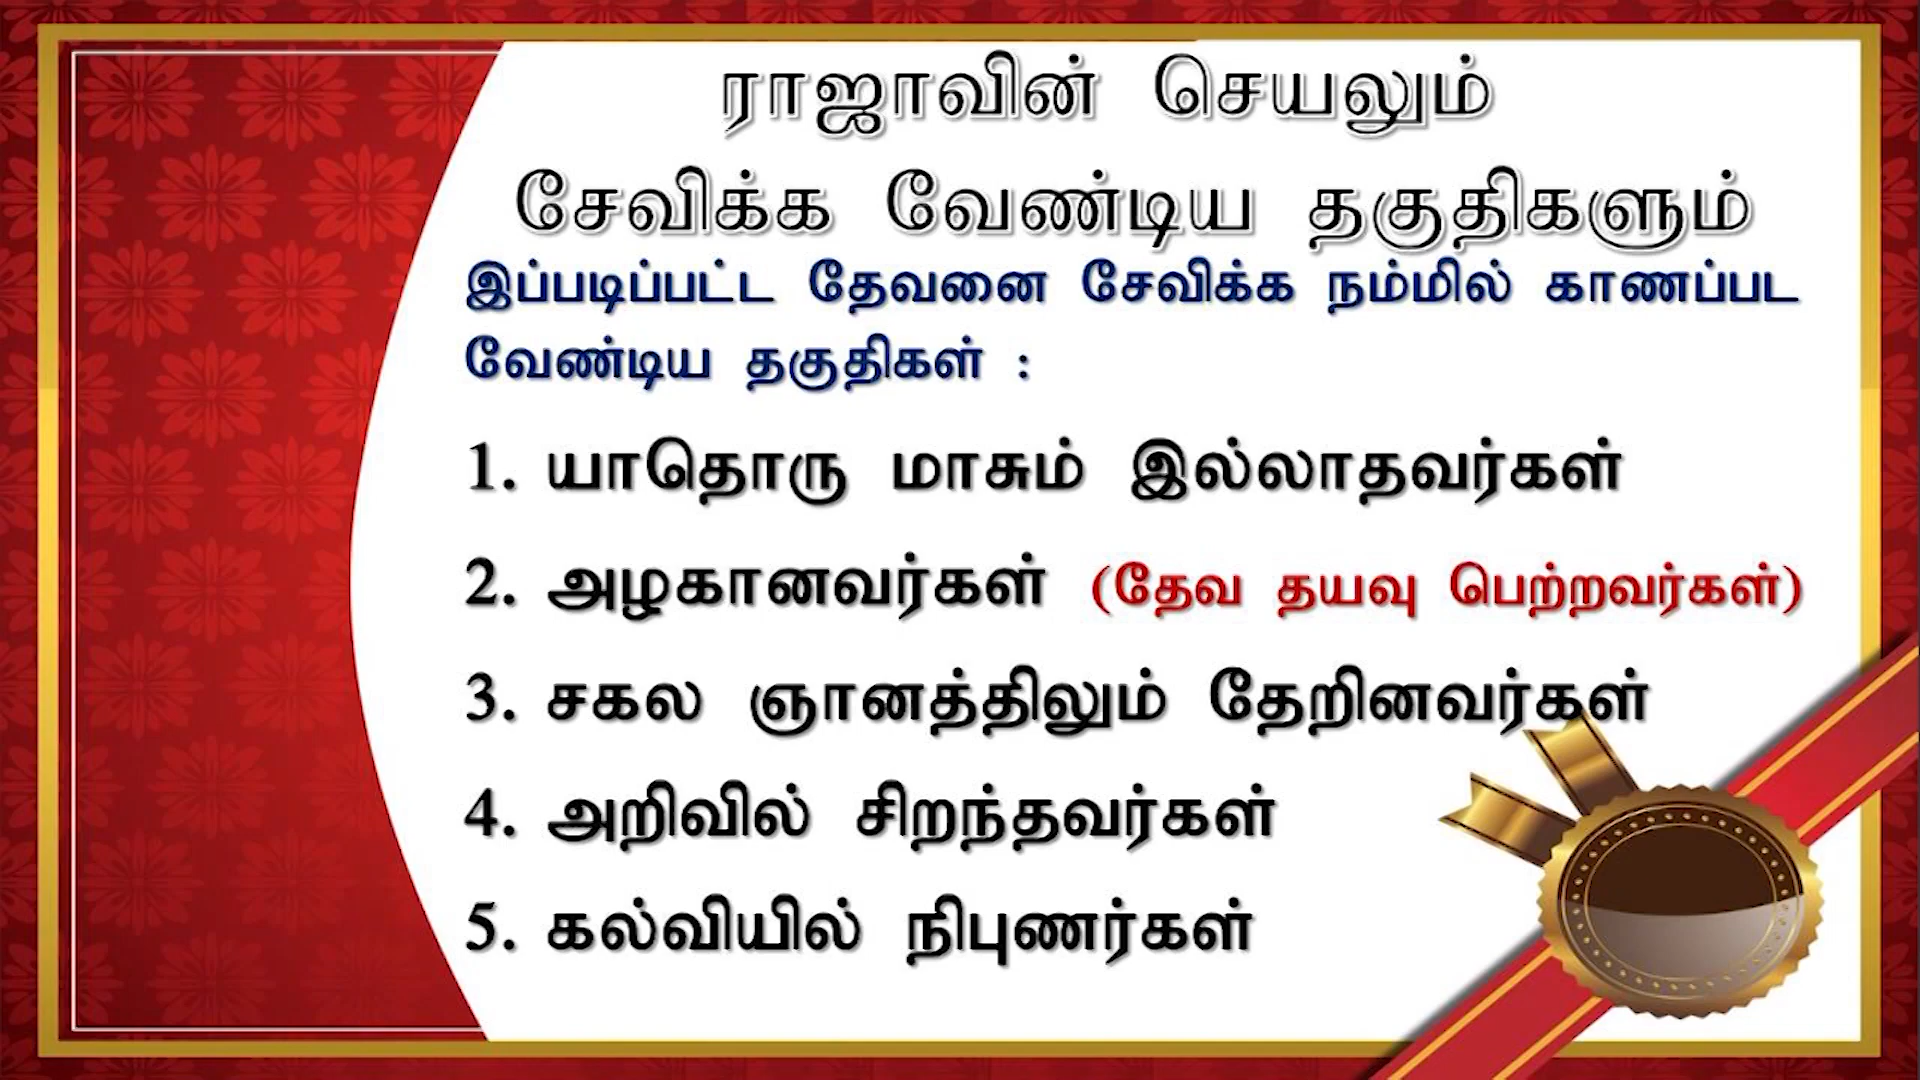 ராஜாவின் செயலும்
சேவிக்க வேண்டிய தகுதிகளும்
இப்படிப்பட்ட தேவனை சேவிக்க நம்மில் காணப்பட
வேண்டிய தகுதிகள் :
1. யாதொரு மாசும் இல்லாதவர்கள்
2. அழகானவர்கள் (தேவ தயவு பெற்றவர்கள்)
3. சகல ஞானத்திலும் தேறினவர்கள்
4. அறிவில் சிறந்தவர்கள்
5. கல்வியில் நிபுணர்கள்